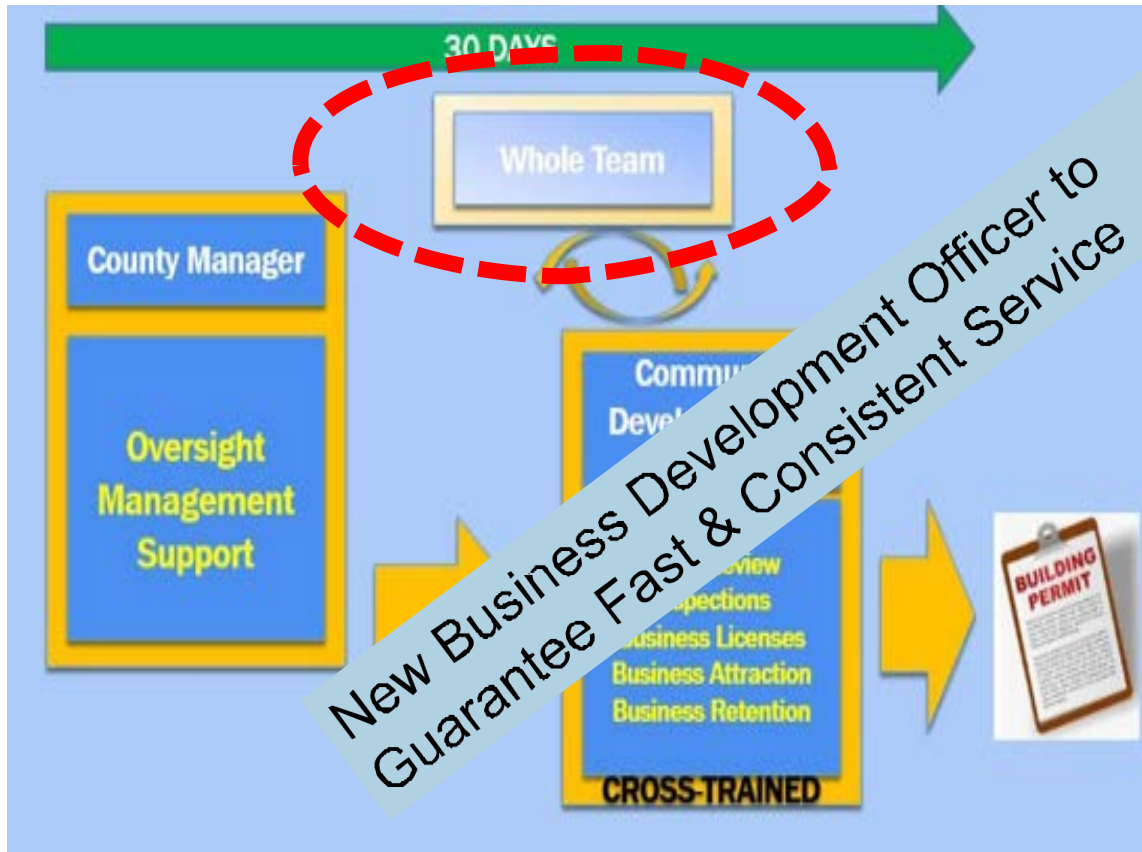 30 DAYS
Whole Team
County Manager
Oversight
Management
Support
New Business Development Officer to
Guarantee Fast & Consistent Service
Business Licenses
Business Attraction
Business Retention
CROSS-TRAINED
BUILDING
PERMIT